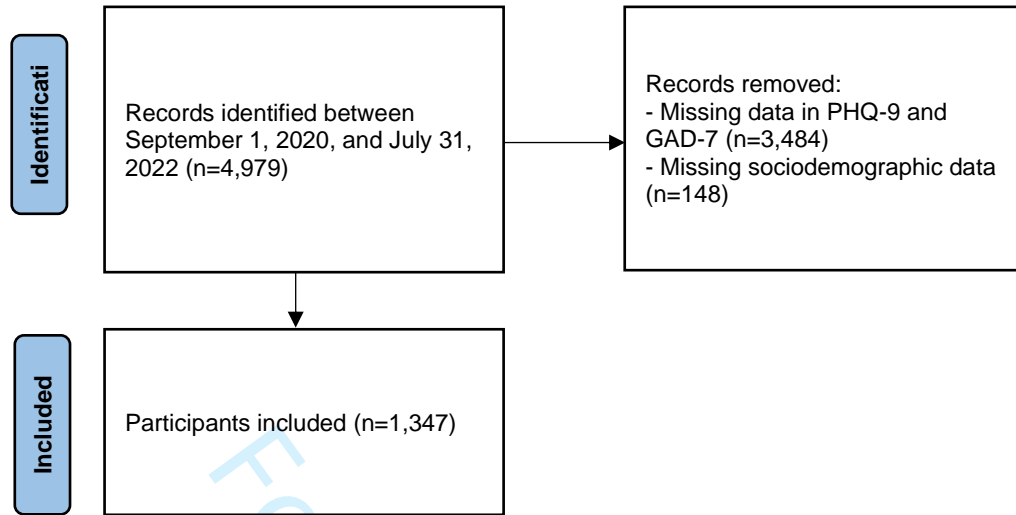 Identificati
Records identified between
September 1, 2020, and July 31,
2022 (n=4,979)
Records removed:
- Missing data in PHQ-9 and
GAD-7 (n=3,484)
- Missing sociodemographic data
(n=148)
Included
Participants included (n=1,347)